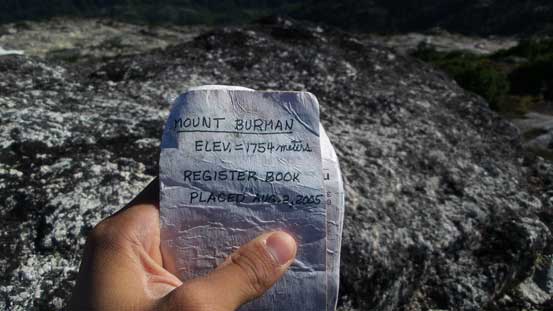 MOUNT BURMAN
ELEV. = 1754 meters
REGISTER BOOK
PLACED AUG. 2, 2005